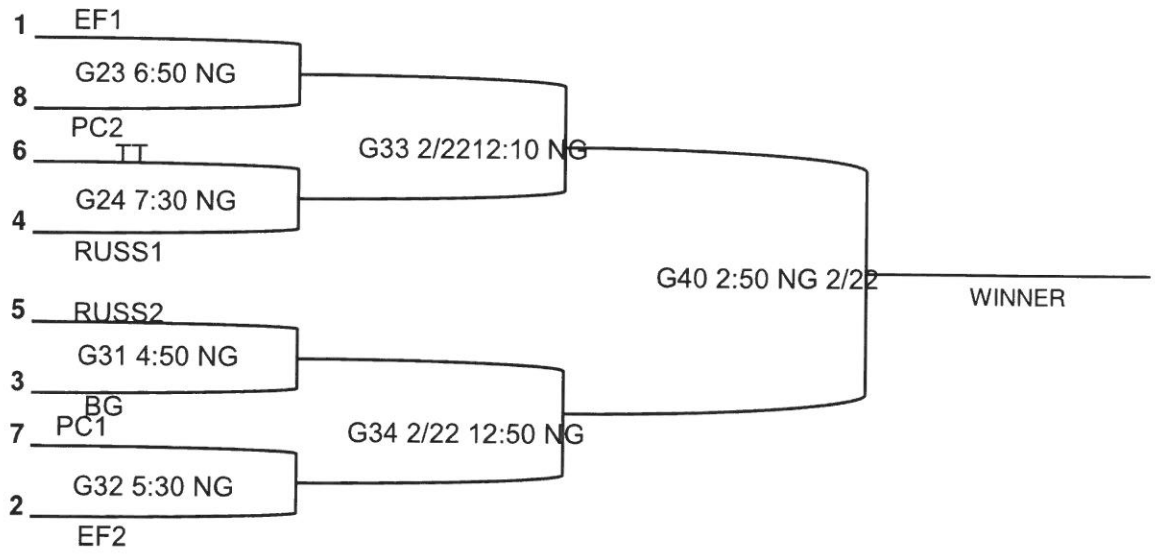 1 EF1
G23 6:50 NG
8
PC2
6 TT
G24 7:30 NG
4
RUSS1
G33 2/2212:10 NG
5 RUSS2
G31 4:50 NG
3
BG
7 PC1
G32 5:30 NG
2
EF2
G34 2/22 12:50 NG
G40 2:50 NG 2/22
WINNER